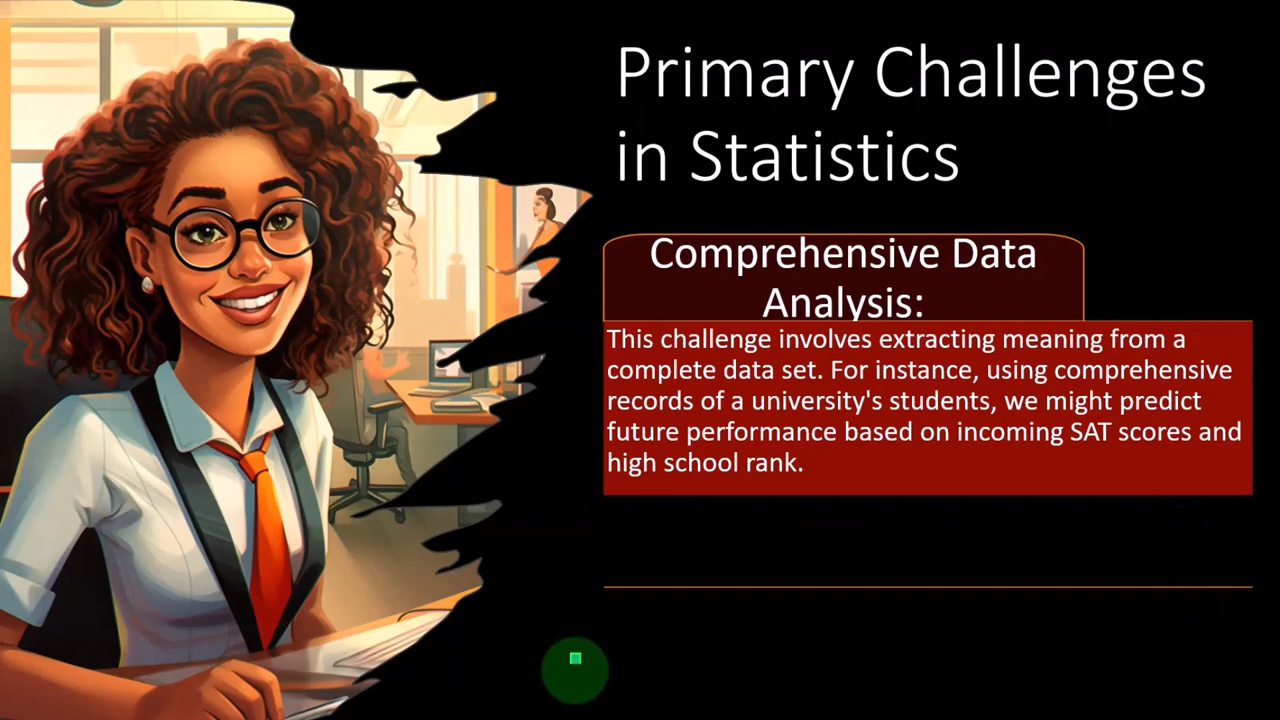 Primary Challenges
in Statistics
Comprehensive Data
Analysis:
This challenge involves extracting meaning from a
complete data set. For instance, using comprehensive
records of a university's students, we might predict
future performance based on incoming SAT scores and
high school rank.